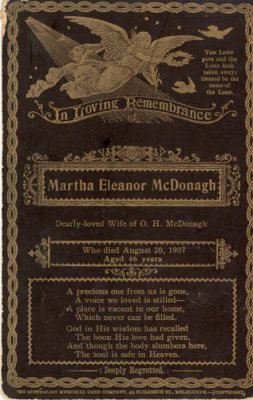 The Lord
gave and the
Lord hath
taken away;
blessed be the
name of
the Lord.
In Loving Remembrance
Martha Eleanor McDonagh
Dearly-loved Wife of O. H. McDonagh
Who died August 20, 1907
Aged 46 years
A precious one from us is gone,
A voice we loved is stilled—
A place is vacant in our home,
Which never can be filled.
God in His wisdom has recalled
The boon His love had given,
And though the body slumbers here,
The soul is safe in Heaven.
: Deeply Regretted. :
THE AUSTRALIAN MEMORIAL CARD COMPANY, ELIZABETH ST., MELBOURNE.—[COPYRIGHT.]